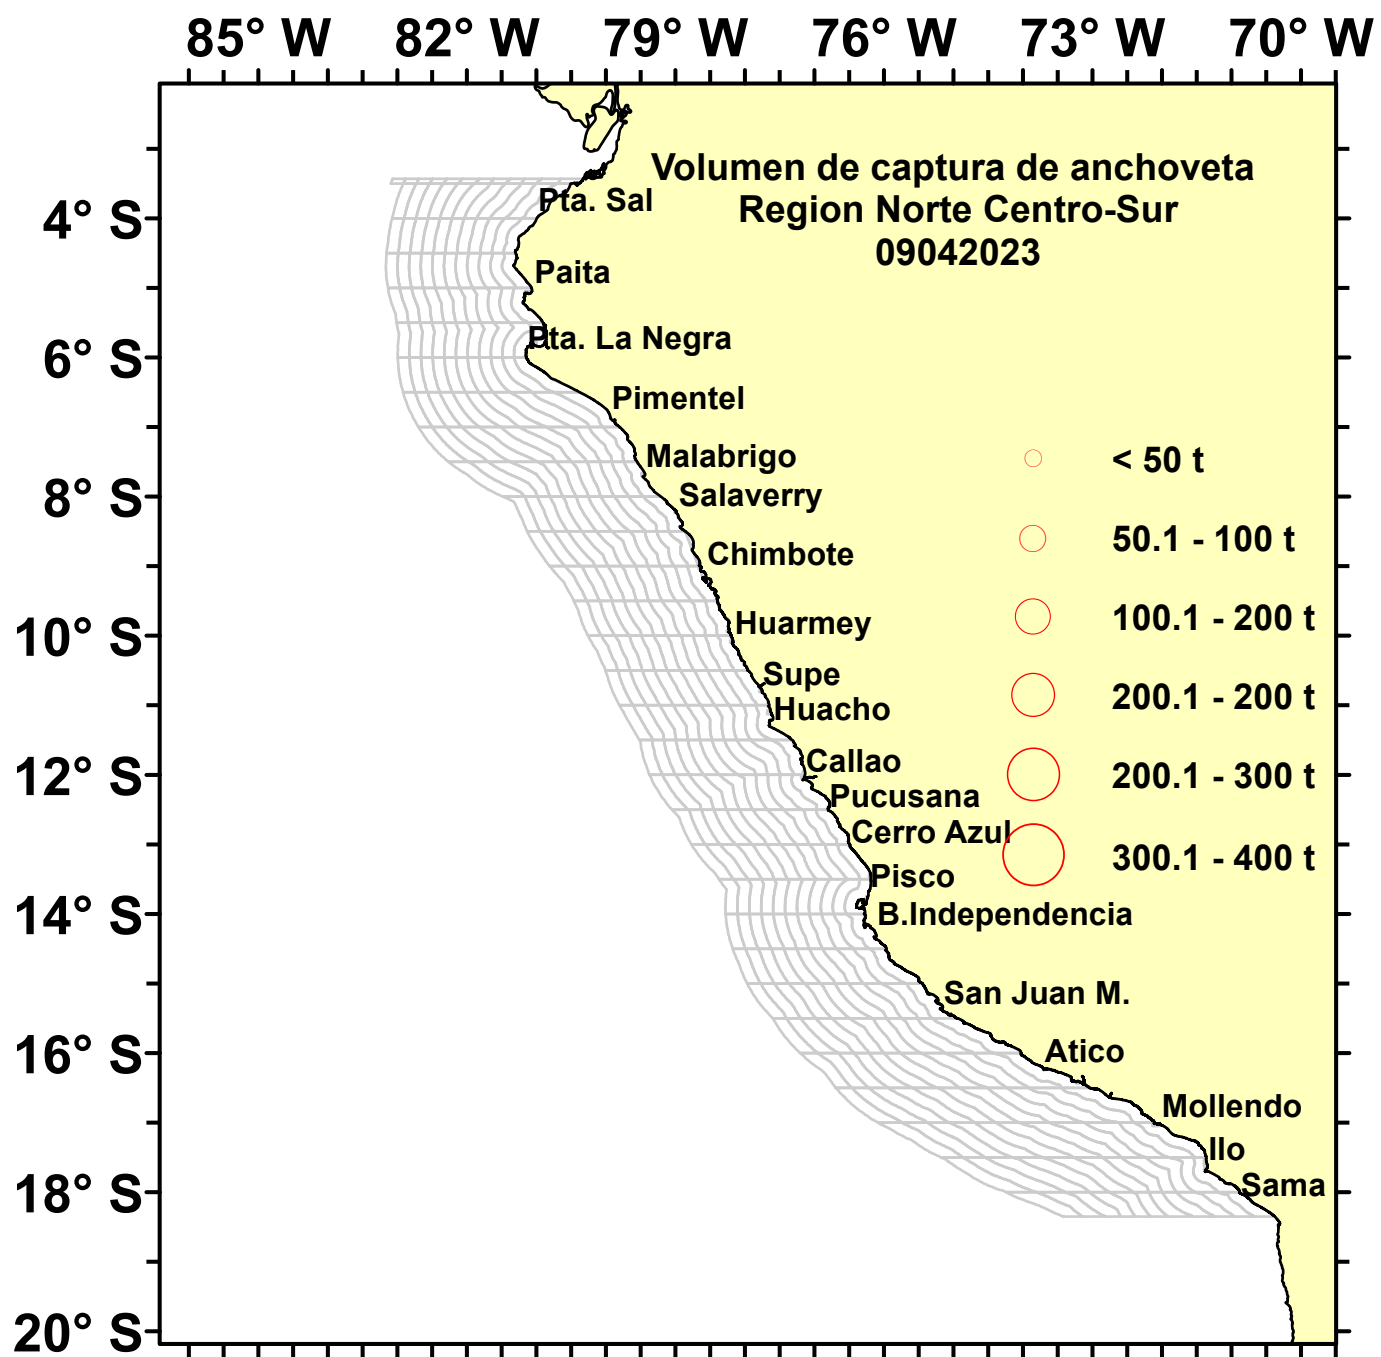 85° W 82° W 79° W 76° W 73° W 70° W
Volumen de captura de anchoveta
Region Norte Centro-Sur
09042023
4° S
6° S
8° S
10° S
12° S
14° S
16° S
18° S
20° S
Pta. Sal
Paita
Pta. La Negra
Pimentel
Malabrigo
Salaverry
Chimbote
Huarmey
Supe
Huacho
Callao
Pucusana
Cerro Azul
Pisco
B.Independencia
San Juan M.
Atico
Mollendo
Ilo
Sama
< 50 t
50.1 - 100 t
100.1 - 200 t
200.1 - 200 t
200.1 - 300 t
300.1 - 400 t